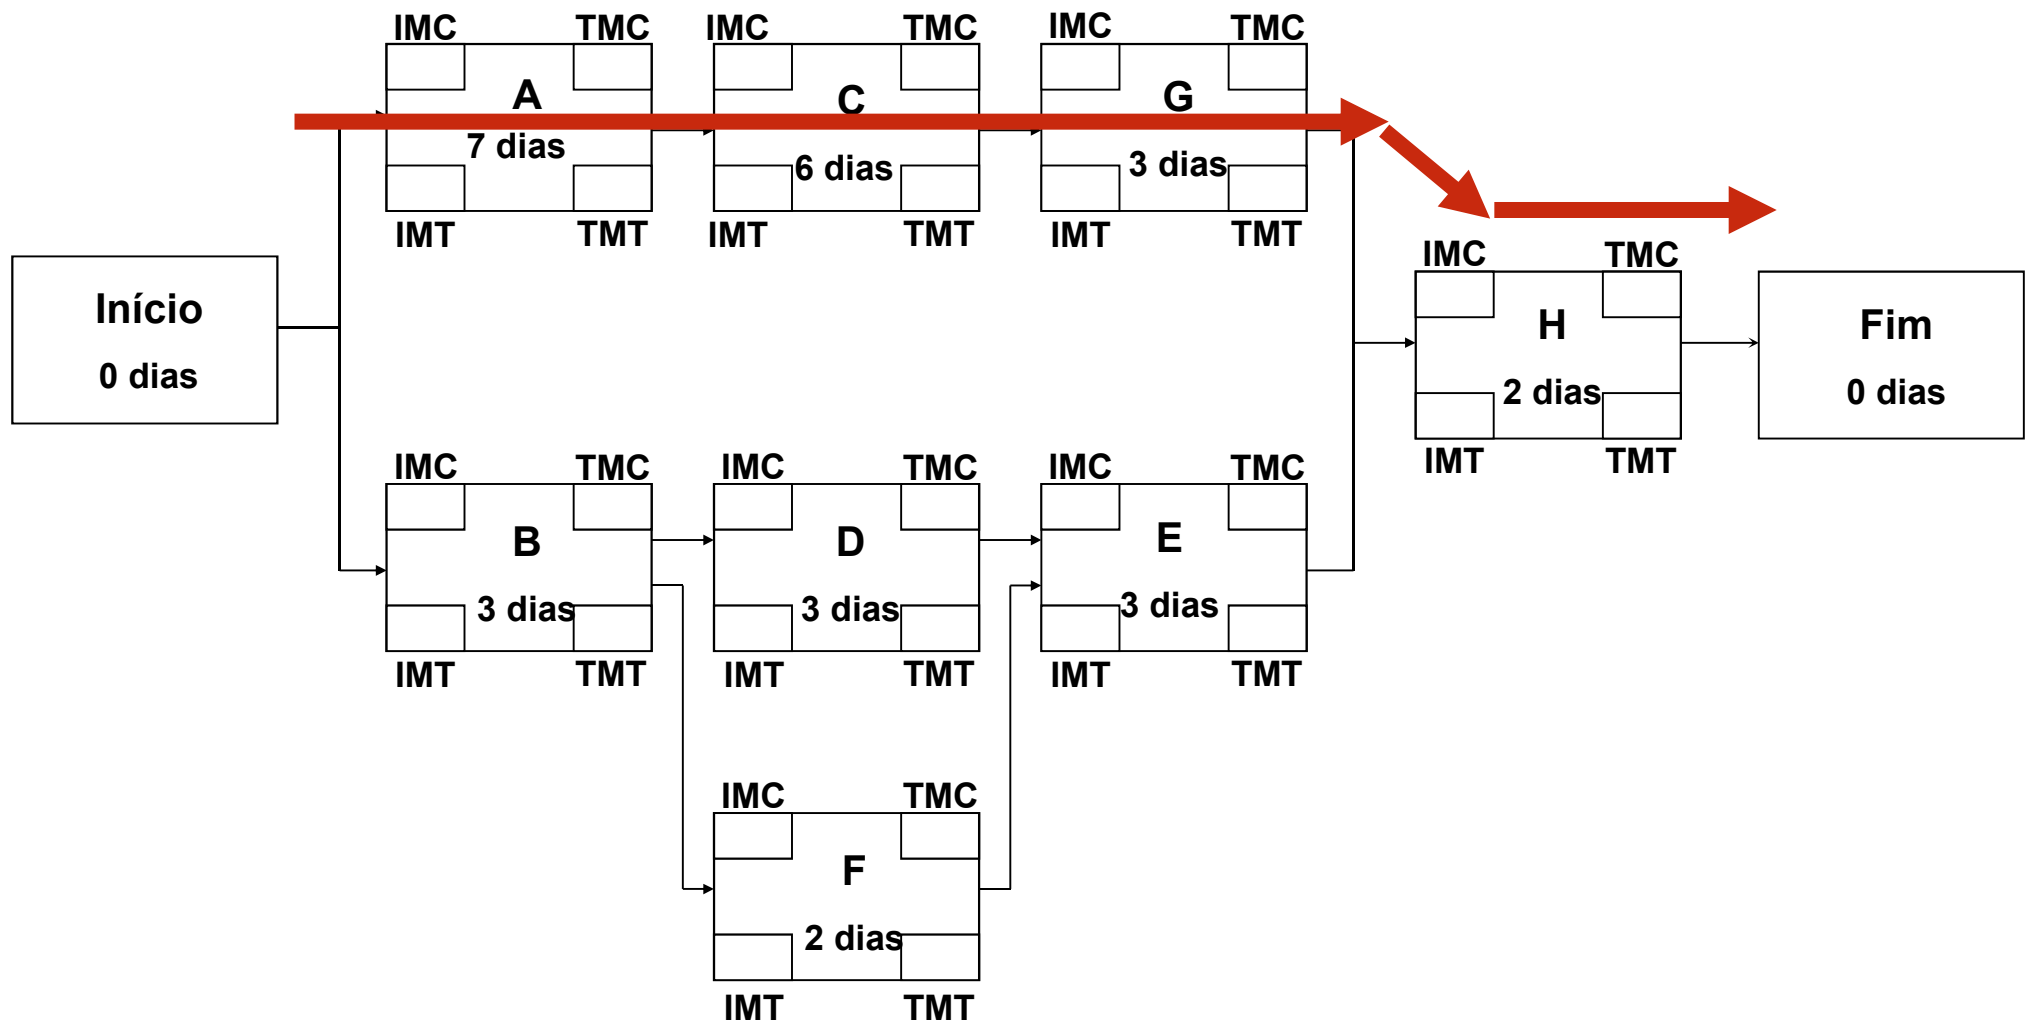 IMC TMC IMC TMC IMC TMC
A C G
7 dias 6 dias 3 dias
IMT TMT IMT TMT IMT TMT
IMC TMC
Início H Fim
0 dias 2 dias 0 dias
IMT TMT
IMC TMC IMC TMC IMC TMC
B D E
3 dias 3 dias 3 dias
IMT TMT IMT TMT IMT TMT
IMC TMC
F
2 dias
IMT TMT